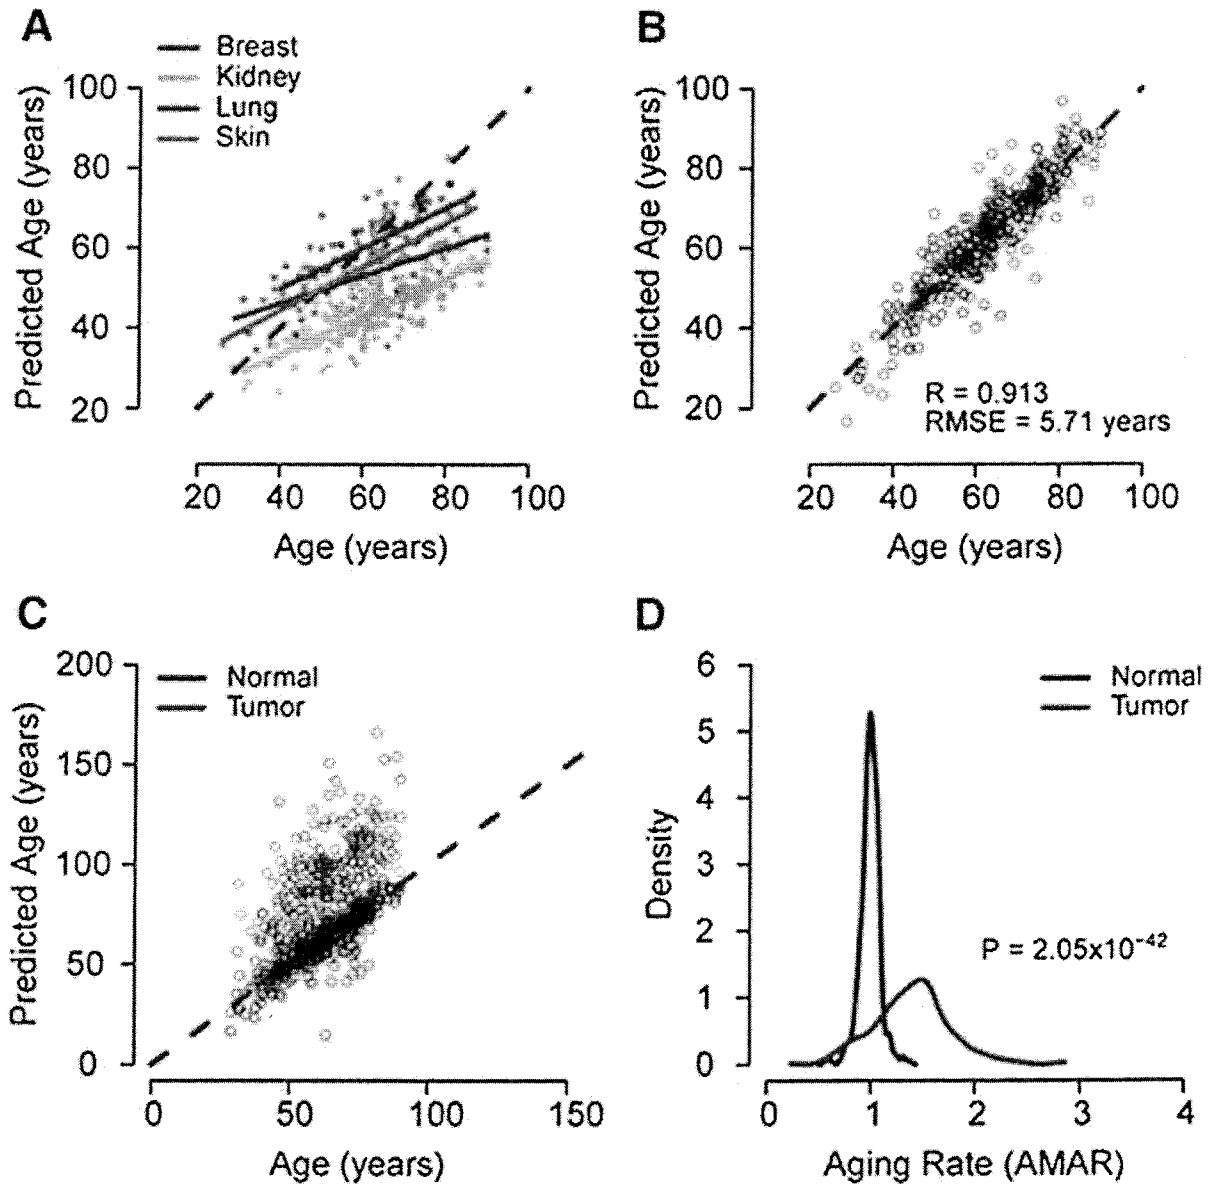 A
Breast
Kidney
Lung
Skin
Predicted Age (years)
100
80
60
40
20
20 40 60 80 100
Age (years)
B
Predicted Age (years)
100
80
60
40
20
R = 0.913
RMSE = 5.71 years
20 40 60 80 100
Age (years)
C
Normal
Tumor
Predicted Age (years)
200
150
100
50
0
0 50 100 150
Age (years)
D
Normal
Tumor
Density
6
5
4
3
2
1
0
P = 2.05x10⁻⁴²
0 1 2 3 4
Aging Rate (AMAR)